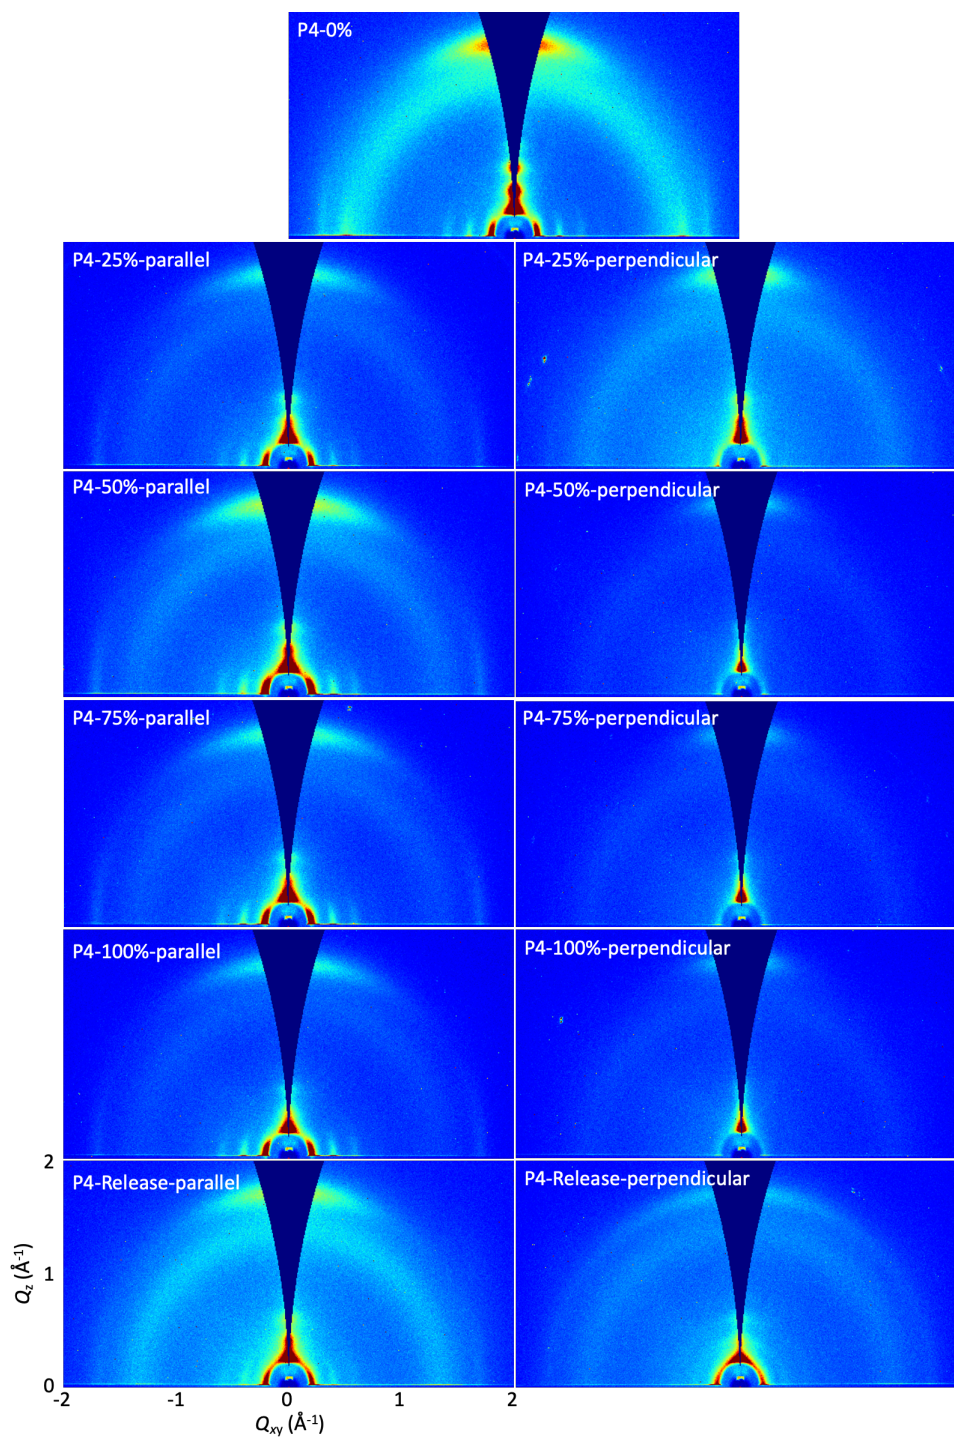 P4-0%
P4-25%-parallel
P4-25%-perpendicular
P4-50%-parallel
P4-50%-perpendicular
P4-75%-parallel
P4-75%-perpendicular
P4-100%-parallel
P4-100%-perpendicular
2
P4-Release-parallel
P4-Release-perpendicular
1
Qz (Å-1)
0
-2 -1 0 1 2
Qxy (Å-1)